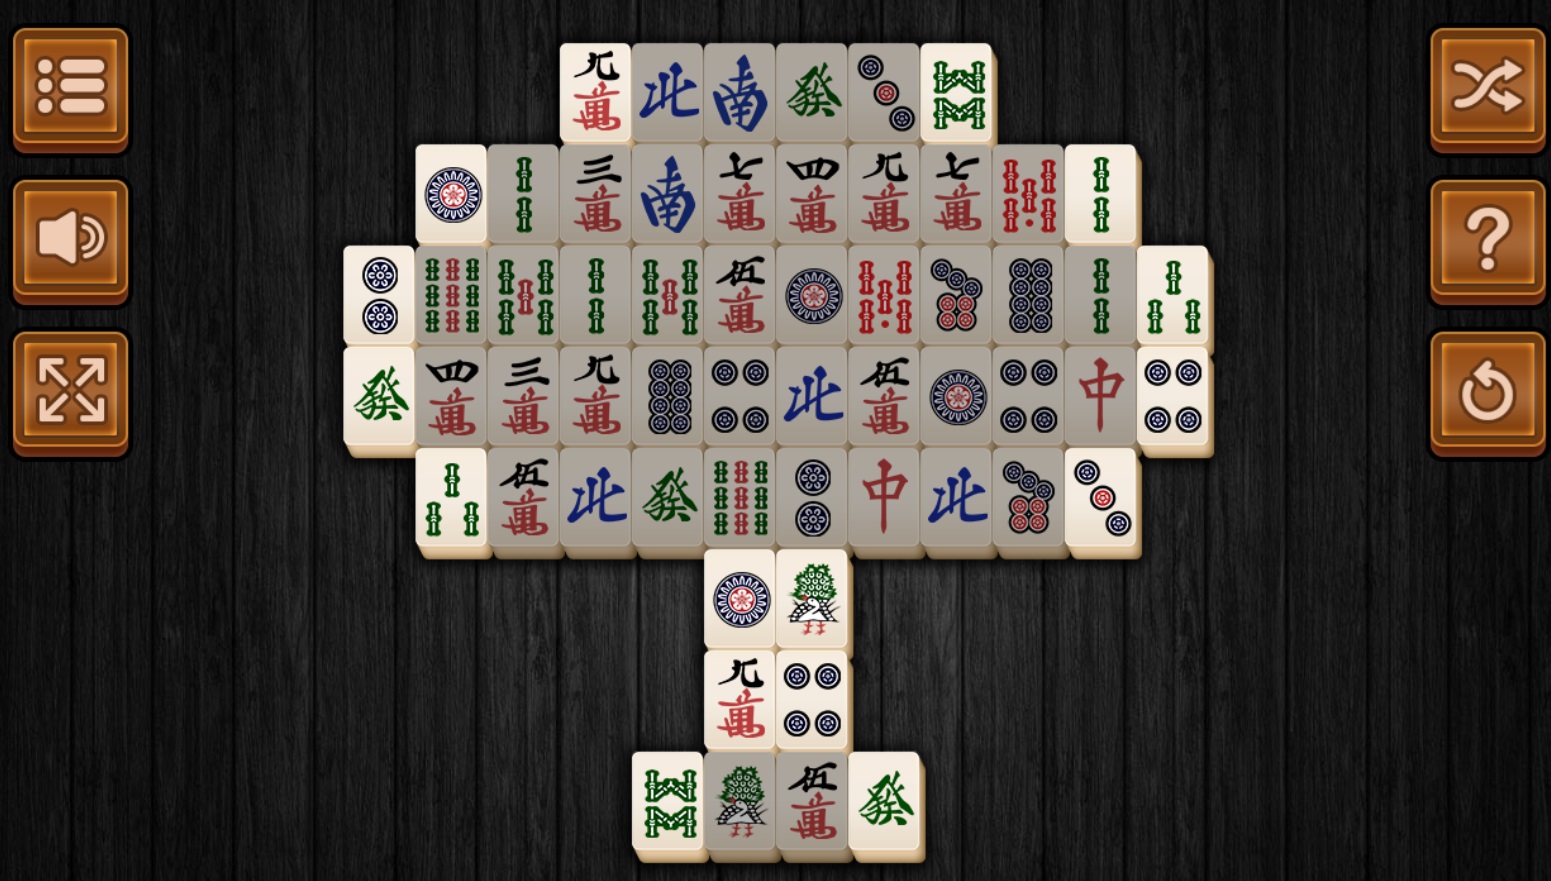 九萬 北 南 發
三萬 南 七萬 四萬 九萬 七萬
伍萬
發 四萬 三萬 九萬 北 伍萬 中
伍萬 北 發 中 北
九萬
伍萬 發
?